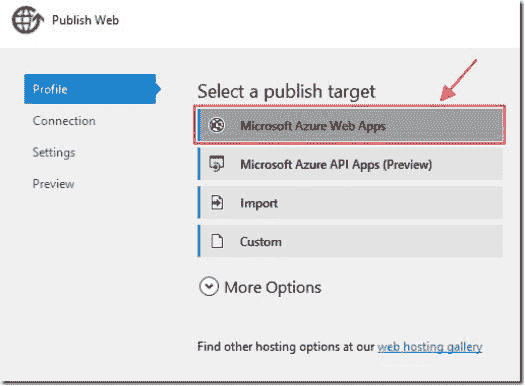 Publish Web
Profile
Connection
Settings
Preview
Select a publish target
Microsoft Azure Web Apps
Microsoft Azure API Apps (Preview)
Import
Custom
More Options
Find other hosting options at our web hosting gallery